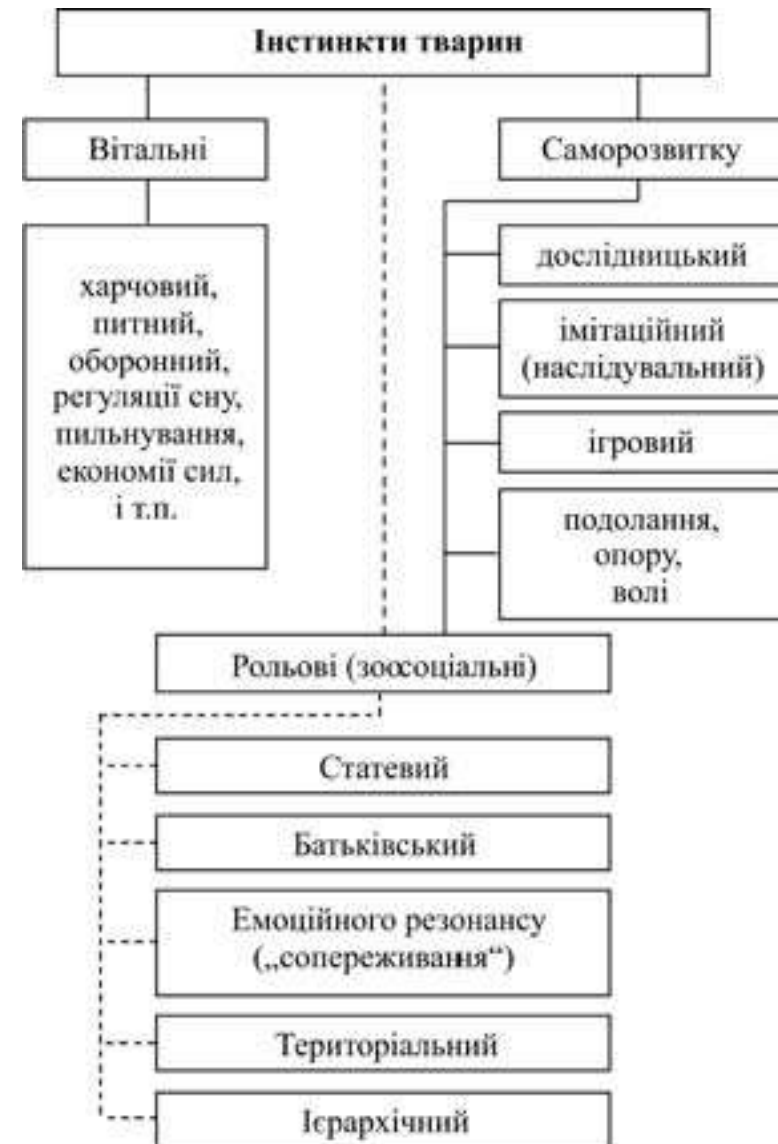 Інстинкти тварин
Вітальні
Саморозвитку
харчовий,
питний,
оборонний,
регуляції сну,
пильнування,
економії сил,
і т.п.
дослідницький
імітаційний
(наслідувальний)
ігровий
подолання,
опору,
волі
Рольові (зоосоціальні)
Статевий
Батьківський
Емоційного резонансу
(„сопереживання“)
Територіальний
Ієрархічний